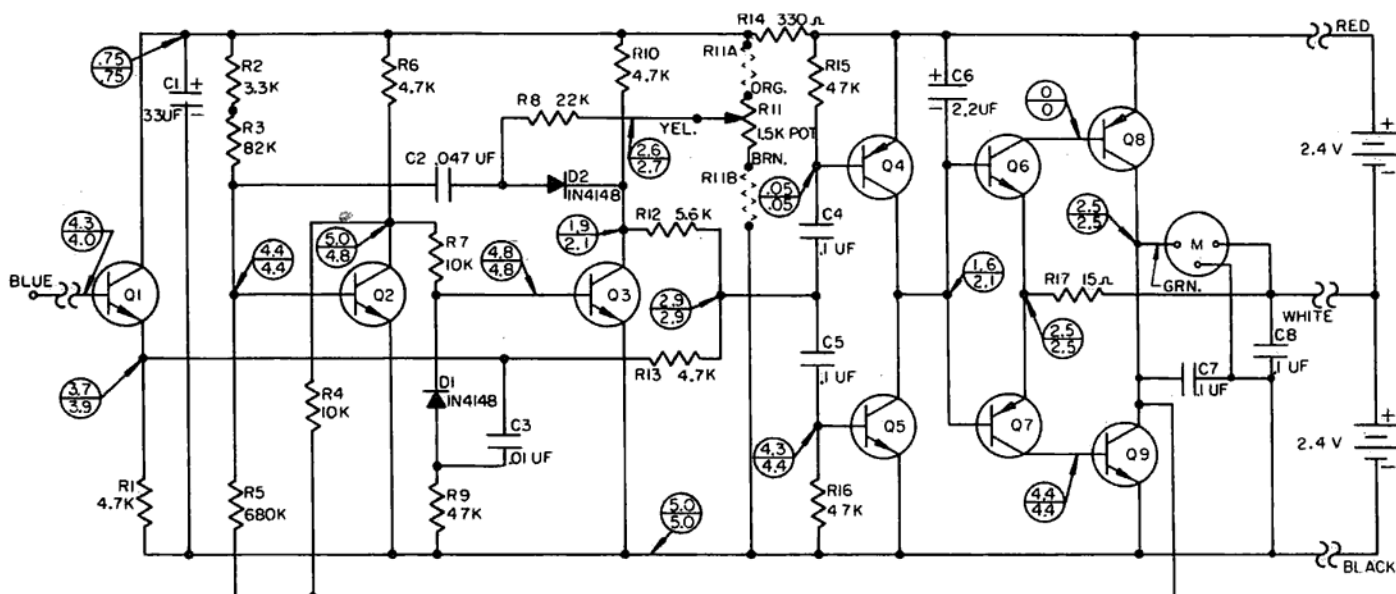 R14 330Ω
RED
.75
.75
C1
+
-
33UF
R2
3.3K
R3
82K
R6
4.7K
R10
4.7K
R11A
ORG.
R11
1.5K POT
BRN.
R11B
R15
47K
+
C6
-
2.2UF
0
0
Q8
2.4 V
+
-
R8 22K
YEL.
2.6
2.7
C2 .047 UF
D2
IN4148
Q4
Q6
.05
.05
4.3
4.0
BLUE
Q1
4.4
4.4
5.0
4.8
R7
10K
4.8
4.8
1.9
2.1
R12 5.6K
C4
.1 UF
2.5
2.5
M
GRN.
Q2
Q3
2.9
2.9
1.6
2.1
R17 15Ω
WHITE
2.5
2.5
3.7
3.9
R13 4.7K
C5
.1 UF
C8
.1 UF
C7
.1 UF
R4
10K
D1
IN4148
C3
.01 UF
4.3
4.4
Q5
Q7
Q9
2.4 V
+
-
R1
4.7K
R5
680K
R9
47K
5.0
5.0
R16
47K
4.4
4.4
BLACK